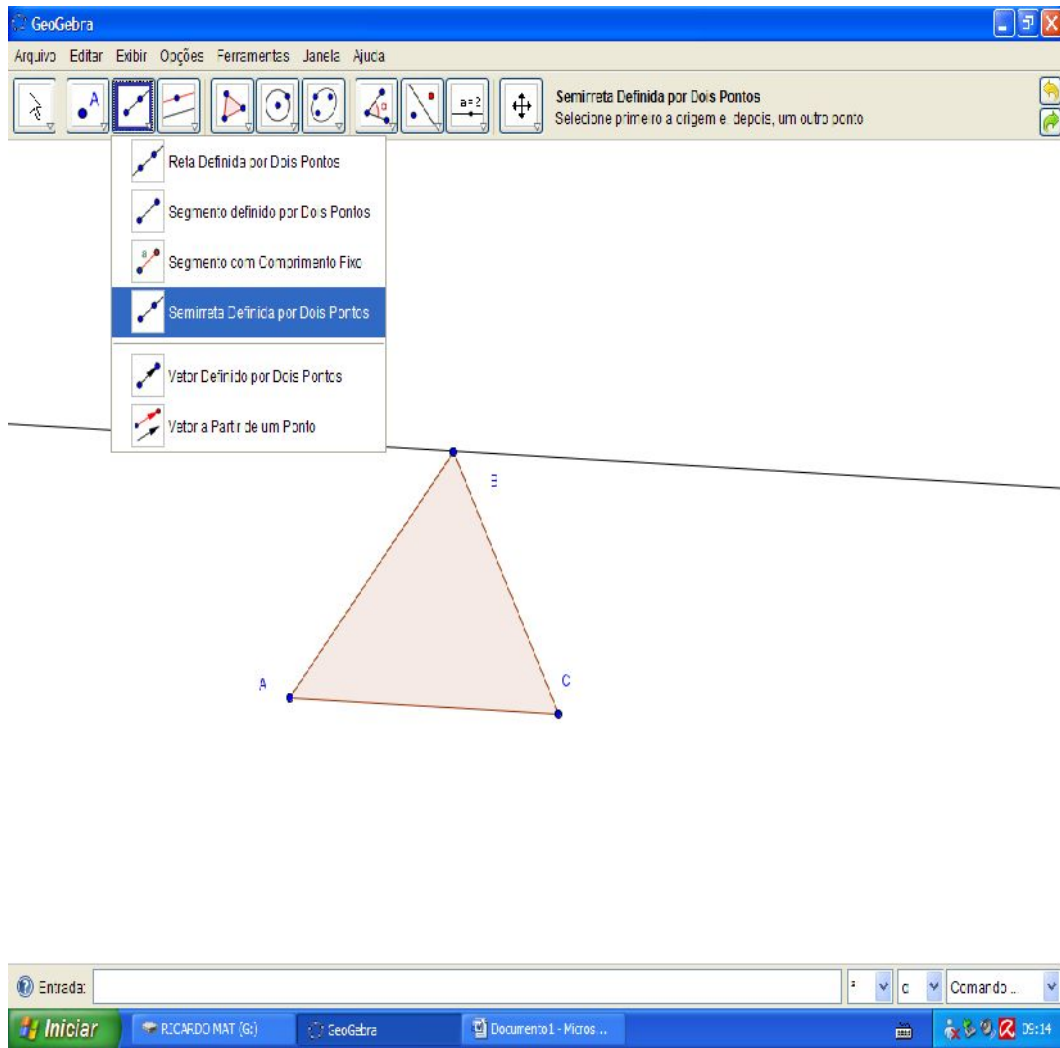 GeoGebra
Arquivo Editar Exibir Opções Ferramentas Janela Ajuda
A
a=2
Semirreta Definida por Dois Pontos
Selecione primeiro a origem e, depois, um outro ponto
Reta Definida por Dois Pontos
Segmento definido por Dois Pontos
a
Segmento com Comprimento Fixo
Semirreta Definida por Dois Pontos
Vetor Definido por Dois Pontos
Vetor a Partir de um Ponto
B
A
C
Entrada:
Comando ...
Iniciar
RICARDO MAT (G:)
GeoGebra
Documento1 - Micros ...
09:14